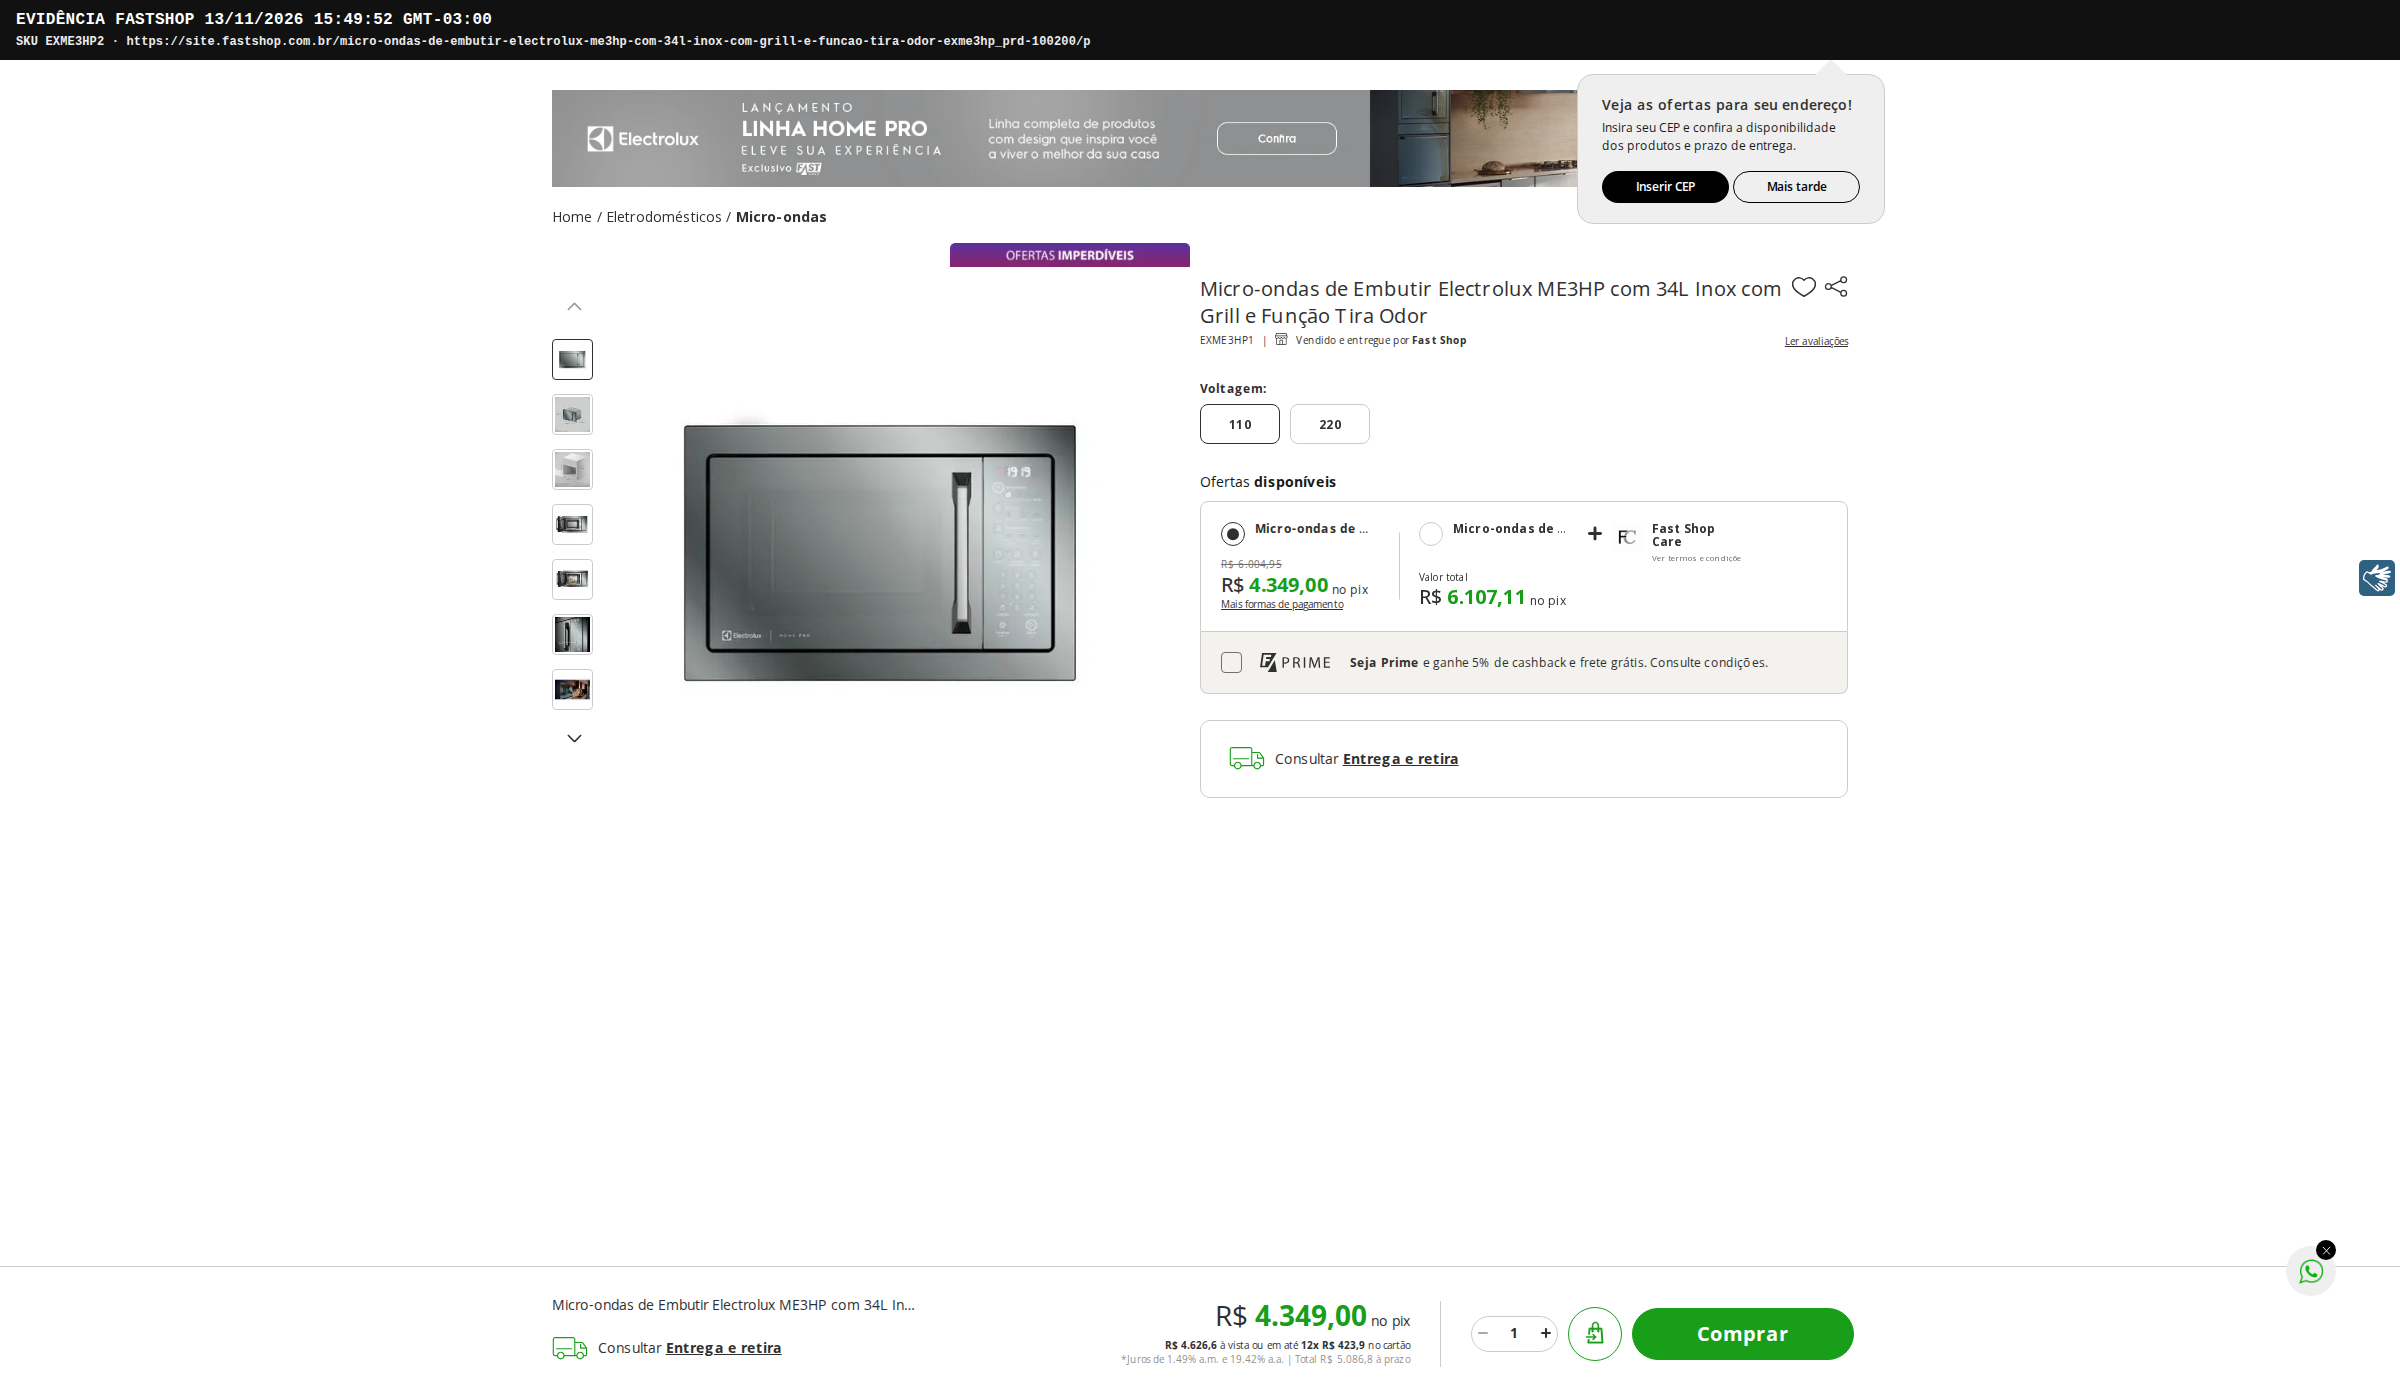 EVIDÊNCIA FASTSHOP 13/11/2026 15:49:52 GMT-03:00
SKU EXME3HP2 · https://site.fastshop.com.br/micro-ondas-de-embutir-electrolux-me3hp-com-34l-inox-com-grill-e-funcao-tira-odor-exme3hp_prd-100200/p
Electrolux
LANÇAMENTO
LINHA HOME PRO
ELEVE SUA EXPERIÊNCIA
Exclusivo FAST
Linha completa de produtos
com design que inspira você
a viver o melhor da sua casa
Confira
Veja as ofertas para seu endereço!
Insira seu CEP e confira a disponibilidade
dos produtos e prazo de entrega.
Inserir CEP
Mais tarde
Home / Eletrodomésticos / Micro-ondas
OFERTAS IMPERDÍVEIS
Micro-ondas de Embutir Electrolux ME3HP com 34L Inox com
Grill e Função Tira Odor
EXME3HP1 | Vendido e entregue por Fast Shop
Ler avaliações
Voltagem:
110
220
Ofertas disponíveis
Micro-ondas de ...
R$ 6.004,95
R$ 4.349,00 no pix
Mais formas de pagamento
Micro-ondas de ...
+
FC
Fast Shop
Care
Ver termos e condiçõe
Valor total
R$ 6.107,11 no pix
PRIME
Seja Prime e ganhe 5% de cashback e frete grátis. Consulte condições.
Consultar Entrega e retira
19 19
Electrolux | HOME PRO
Micro-ondas de Embutir Electrolux ME3HP com 34L In...
Consultar Entrega e retira
R$ 4.349,00 no pix
R$ 4.626,6 à vista ou em até 12x R$ 423,9 no cartão
*Juros de 1.49% a.m. e 19.42% a.a. | Total R$ 5.086,8 à prazo
− 1 +
Comprar